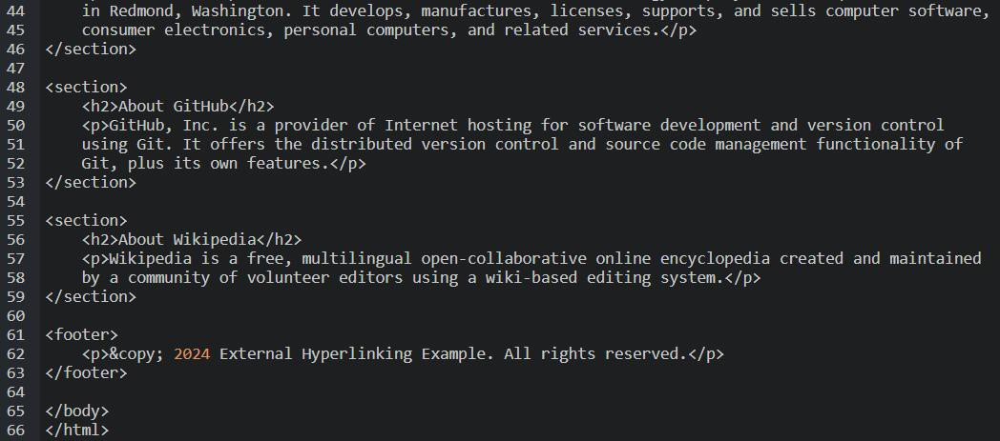 44 in Redmond, Washington. It develops, manufactures, licenses, supports, and sells computer software,
45 consumer electronics, personal computers, and related services.</p>
46 </section>
47
48 <section>
49 <h2>About GitHub</h2>
50 <p>GitHub, Inc. is a provider of Internet hosting for software development and version control
51 using Git. It offers the distributed version control and source code management functionality of
52 Git, plus its own features.</p>
53 </section>
54
55 <section>
56 <h2>About Wikipedia</h2>
57 <p>Wikipedia is a free, multilingual open-collaborative online encyclopedia created and maintained
58 by a community of volunteer editors using a wiki-based editing system.</p>
59 </section>
60
61 <footer>
62 <p>&copy; 2024 External Hyperlinking Example. All rights reserved.</p>
63 </footer>
64
65 </body>
66 </html>